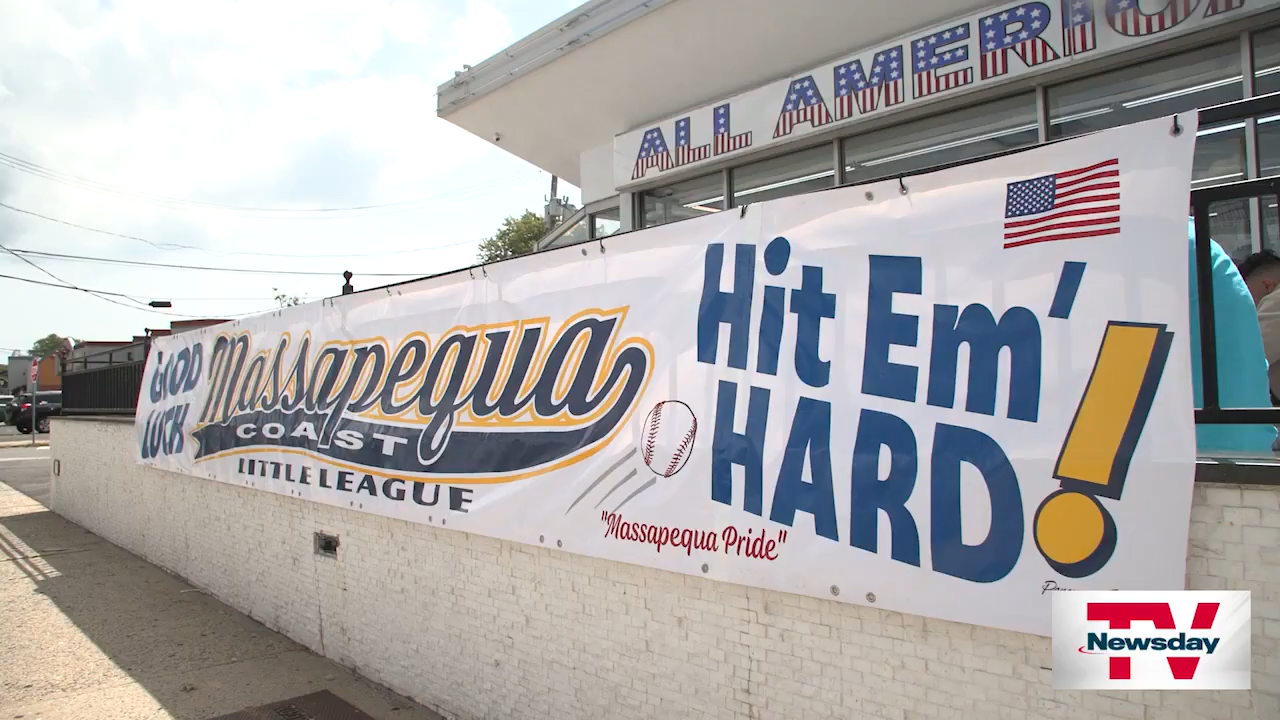 ALL AMERIC
GOOD
LUCK
Massapequa
COAST
LITTLE LEAGUE
Hit Em'
HARD!
"Massapequa Pride"
TV
Newsday